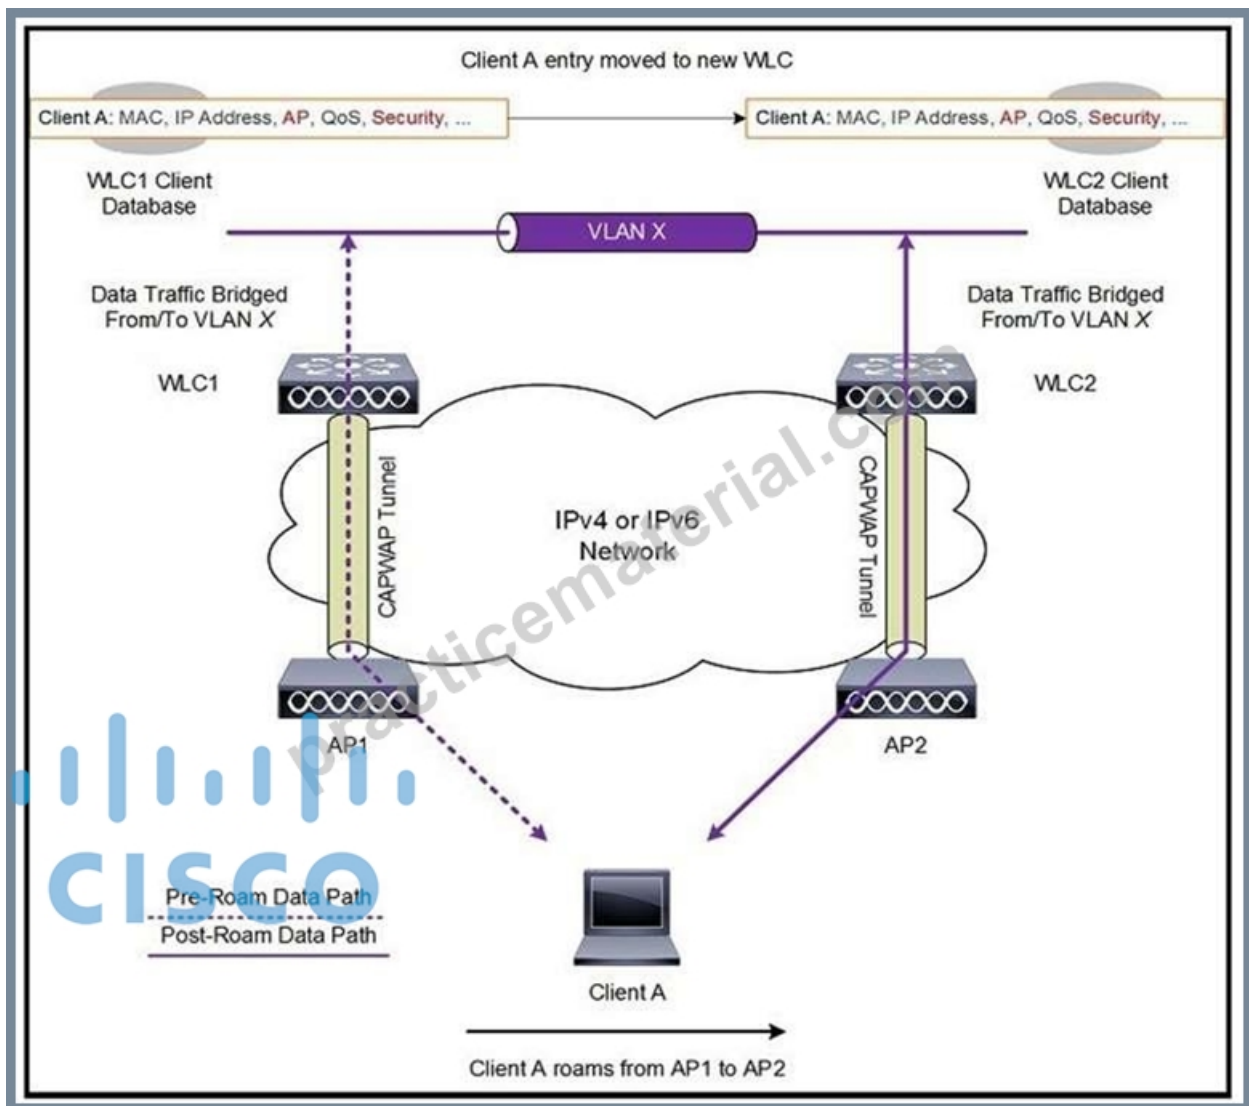 Client A entry moved to new WLC
Client A: MAC, IP Address, AP, QoS, Security, ...
Client A: MAC, IP Address, AP, QoS, Security, ...
WLC1 Client
Database
WLC2 Client
Database
VLAN X
Data Traffic Bridged
From/To VLAN X
Data Traffic Bridged
From/To VLAN X
WLC1
WLC2
CAPWAP Tunnel
CAPWAP Tunnel
IPv4 or IPv6
Network
practicematerial.com
AP1
AP2
CISCO
Pre-Roam Data Path
Post-Roam Data Path
Client A
Client A roams from AP1 to AP2